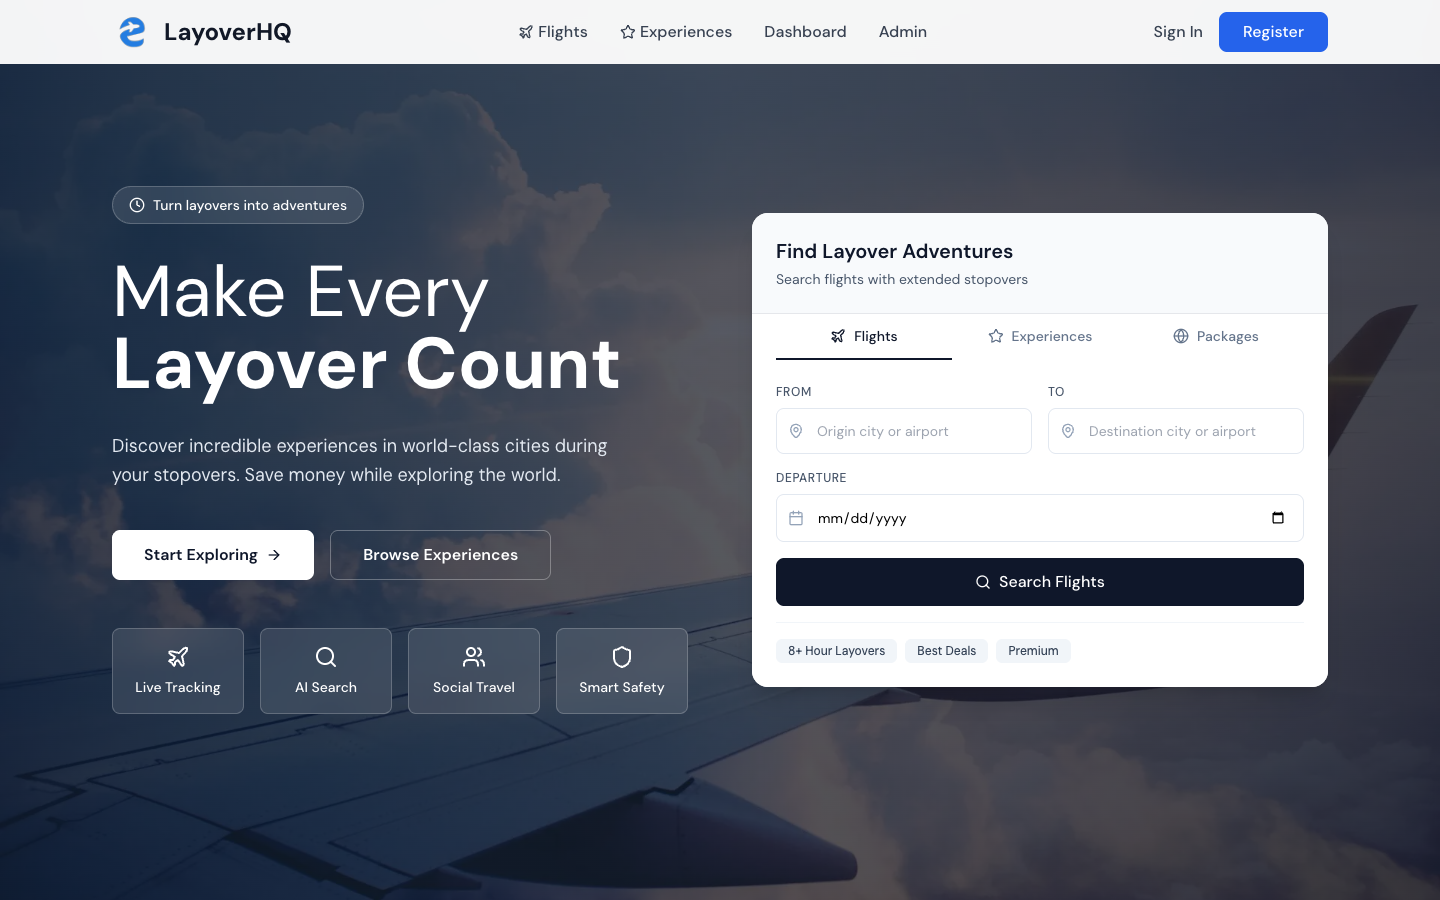 LayoverHQ
Flights
Experiences
Dashboard
Admin
Sign In
Register
Turn layovers into adventures
Make Every
Layover Count
Discover incredible experiences in world-class cities during
your stopovers. Save money while exploring the world.
Start Exploring
Browse Experiences
Live Tracking
AI Search
Social Travel
Smart Safety
Find Layover Adventures
Search flights with extended stopovers
Flights
Experiences
Packages
FROM
TO
Origin city or airport
Destination city or airport
DEPARTURE
mm/dd/yyyy
Search Flights
8+ Hour Layovers
Best Deals
Premium